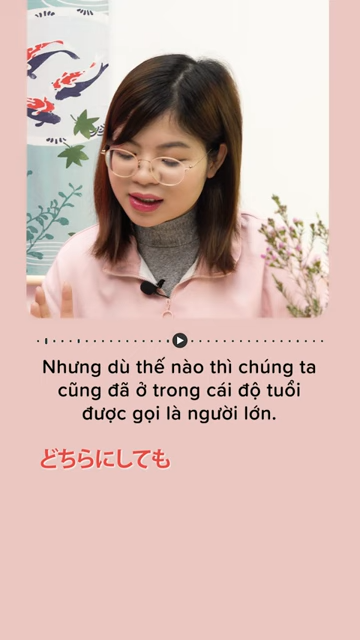 Nhưng dù thế nào thì chúng ta
cũng đã ở trong cái độ tuổi
được gọi là người lớn.
どちらにしても